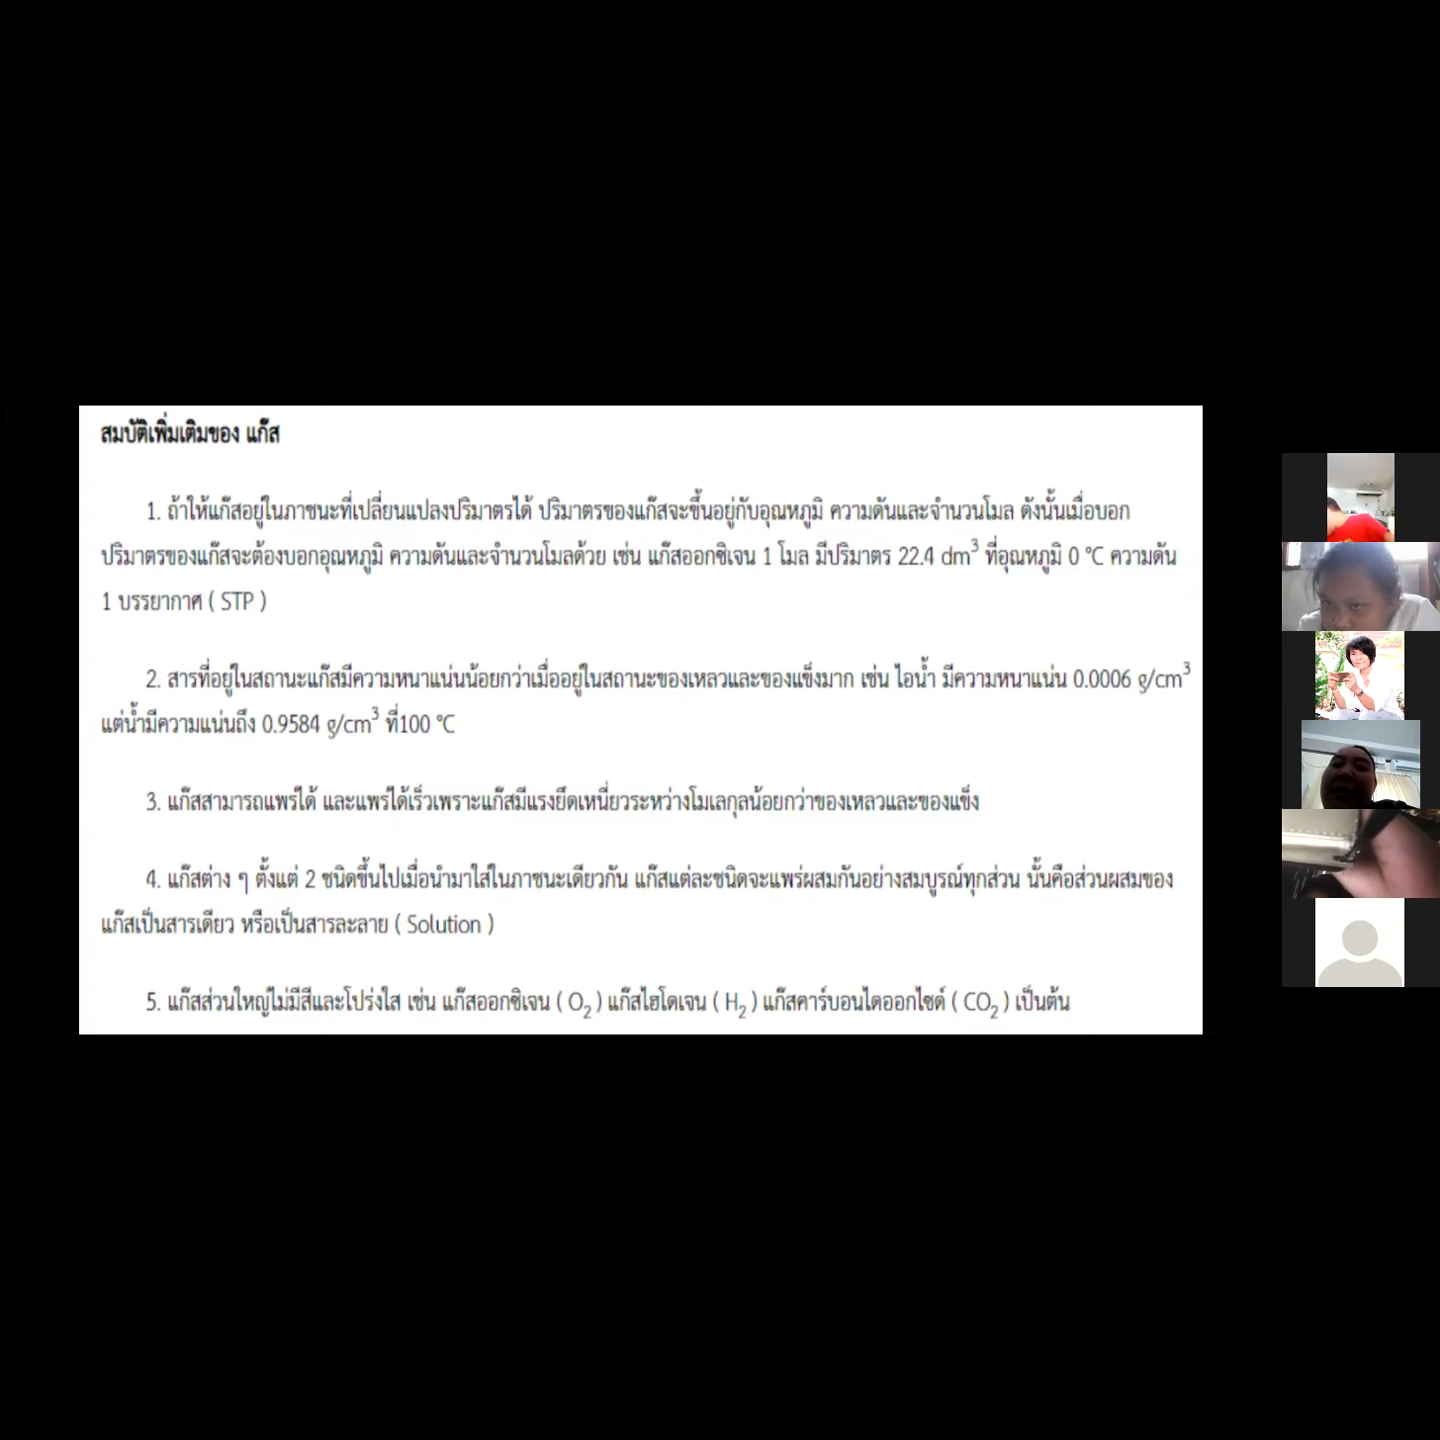 สมบัติเพิ่มเติมของ แก๊ส
1. ถ้าให้แก๊สอยู่ในภาชนะที่เปลี่ยนแปลงปริมาตรได้ ปริมาตรของแก๊สจะขึ้นอยู่กับอุณหภูมิ ความดันและจำนวนโมล ดังนั้นเมื่อบอก
ปริมาตรของแก๊สจะต้องบอกอุณหภูมิ ความดันและจำนวนโมลด้วย เช่น แก๊สออกซิเจน 1 โมล มีปริมาตร 22.4 dm³ ที่อุณหภูมิ 0 °C ความดัน
1 บรรยากาศ ( STP )
2. สารที่อยู่ในสถานะแก๊สมีความหนาแน่นน้อยกว่าเมื่ออยู่ในสถานะของเหลวและของแข็งมาก เช่น ไอน้ำ มีความหนาแน่น 0.0006 g/cm³
แต่น้ำมีความแน่นถึง 0.9584 g/cm³ ที่100 °C
3. แก๊สสามารถแพร่ได้ และแพร่ได้เร็วเพราะแก๊สมีแรงยึดเหนี่ยวระหว่างโมเลกุลน้อยกว่าของเหลวและของแข็ง
4. แก๊สต่าง ๆ ตั้งแต่ 2 ชนิดขึ้นไปเมื่อนำมาใส่ในภาชนะเดียวกัน แก๊สแต่ละชนิดจะแพร่ผสมกันอย่างสมบูรณ์ทุกส่วน นั้นคือส่วนผสมของ
แก๊สเป็นสารเดียว หรือเป็นสารละลาย ( Solution )
5. แก๊สส่วนใหญ่ไม่มีสีและโปร่งใส เช่น แก๊สออกซิเจน ( O₂ ) แก๊สไฮโดเจน ( H₂ ) แก๊สคาร์บอนไดออกไซด์ ( CO₂ ) เป็นต้น